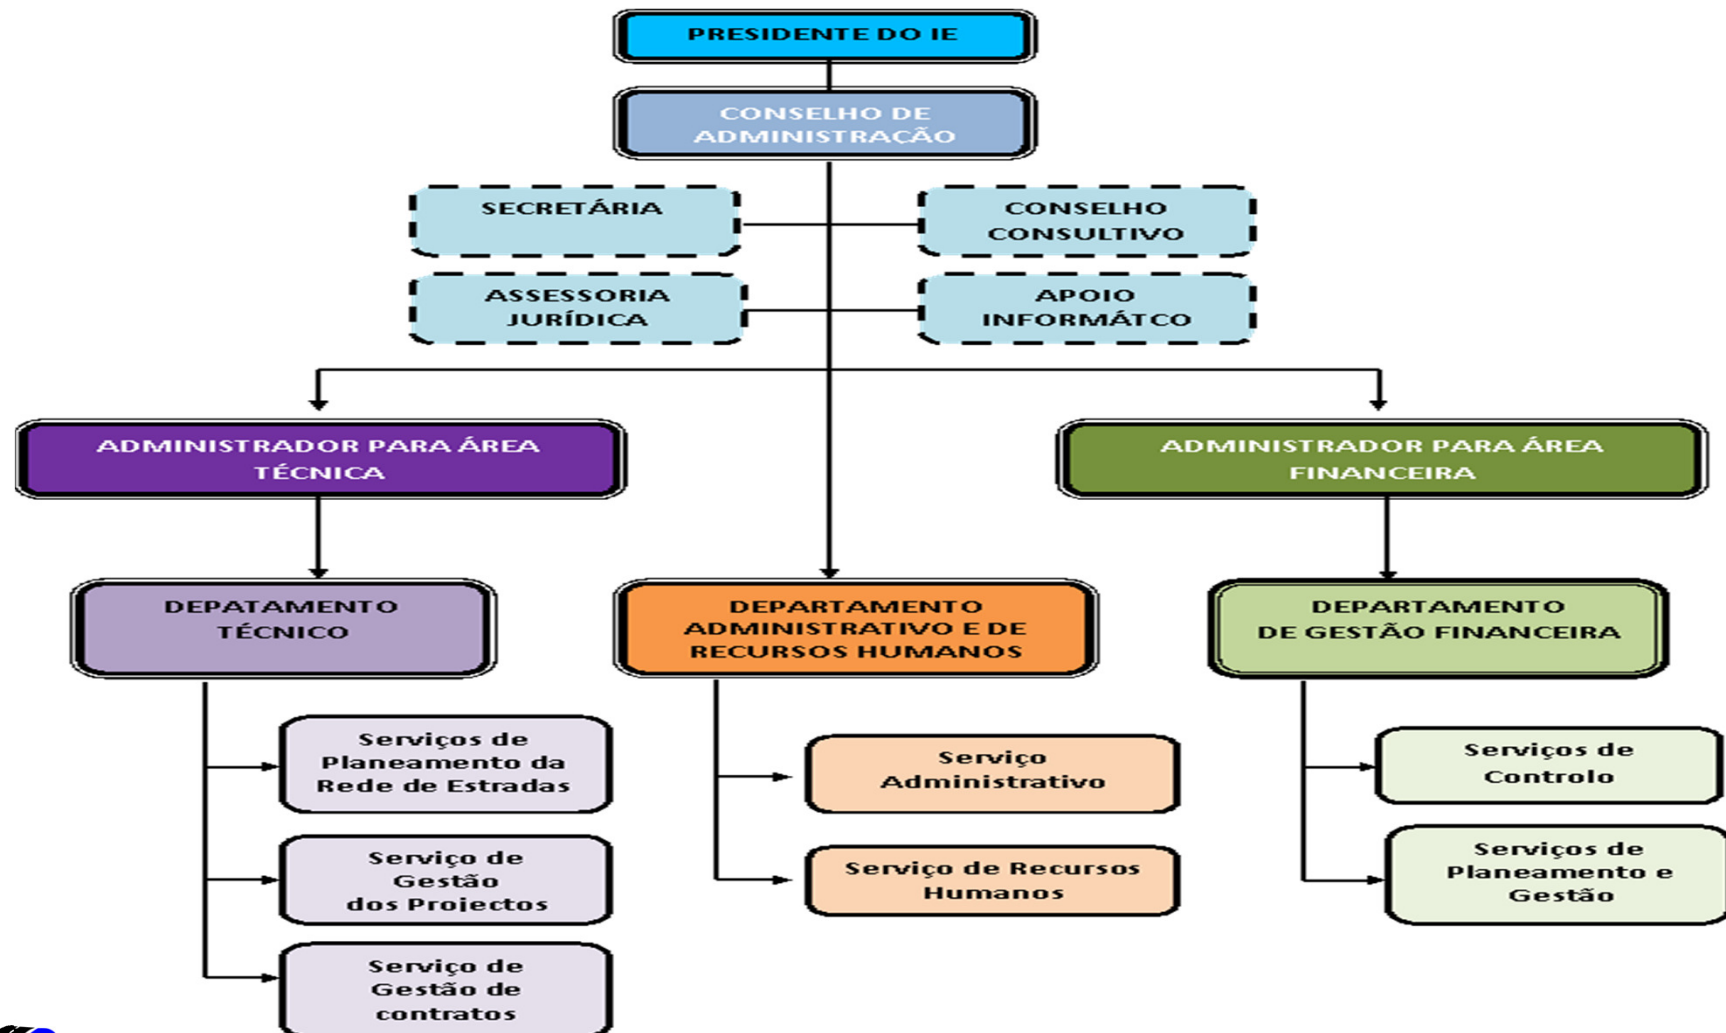 PRESIDENTE DO IE
CONSELHO DE
ADMINISTRAÇÃO
SECRETÁRIA
CONSELHO
CONSULTIVO
ASSESSORIA
JURÍDICA
APOIO
INFORMÁTCO
ADMINISTRADOR PARA ÁREA
TÉCNICA
ADMINISTRADOR PARA ÁREA
FINANCEIRA
DEPATAMENTO
TÉCNICO
DEPARTAMENTO
ADMINISTRATIVO E DE
RECURSOS HUMANOS
DEPARTAMENTO
DE GESTÃO FINANCEIRA
Serviços de
Planeamento da
Rede de Estradas
Serviço de
Gestão
dos Projectos
Serviço de
Gestão de
contratos
Serviço
Administrativo
Serviço de Recursos
Humanos
Serviços de
Controlo
Serviços de
Planeamento e
Gestão